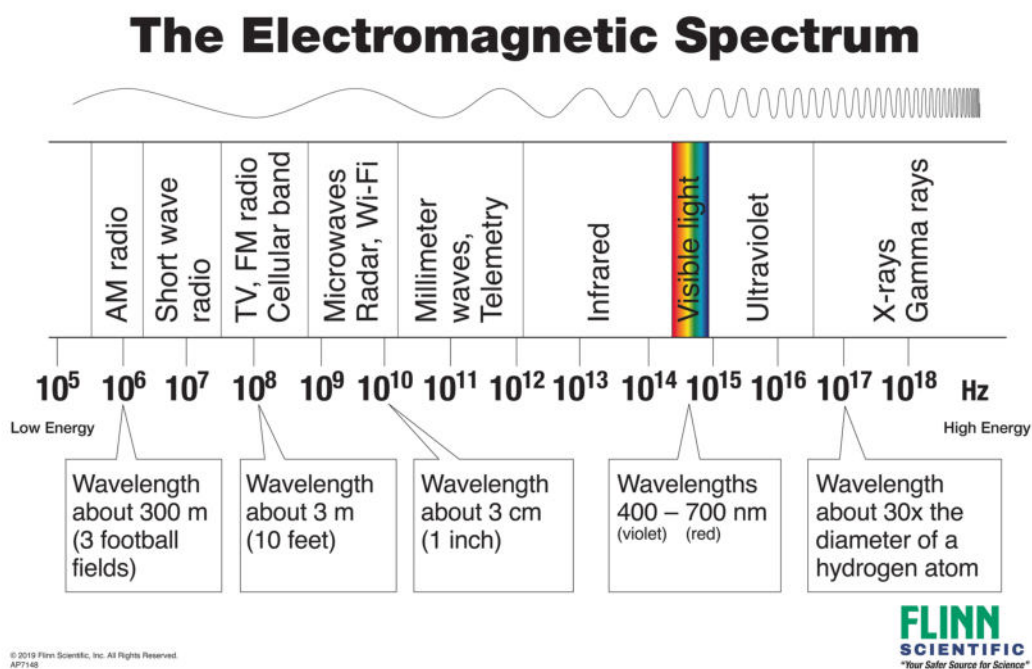 The Electromagnetic Spectrum
AM radio
Short wave
radio
TV, FM radio
Cellular band
Microwaves
Radar, Wi-Fi
Millimeter
waves,
Telemetry
Infrared
Visible light
Ultraviolet
X-rays
Gamma rays
10⁵ 10⁶ 10⁷ 10⁸ 10⁹ 10¹⁰ 10¹¹ 10¹² 10¹³ 10¹⁴ 10¹⁵ 10¹⁶ 10¹⁷ 10¹⁸ Hz
Low Energy High Energy
Wavelength
about 300 m
(3 football
fields)
Wavelength
about 3 m
(10 feet)
Wavelength
about 3 cm
(1 inch)
Wavelengths
400 – 700 nm
(violet) (red)
Wavelength
about 30x the
diameter of a
hydrogen atom
© 2019 Flinn Scientific, Inc. All Rights Reserved.
AP7148
FLINN
SCIENTIFIC
"Your Safer Source for Science"